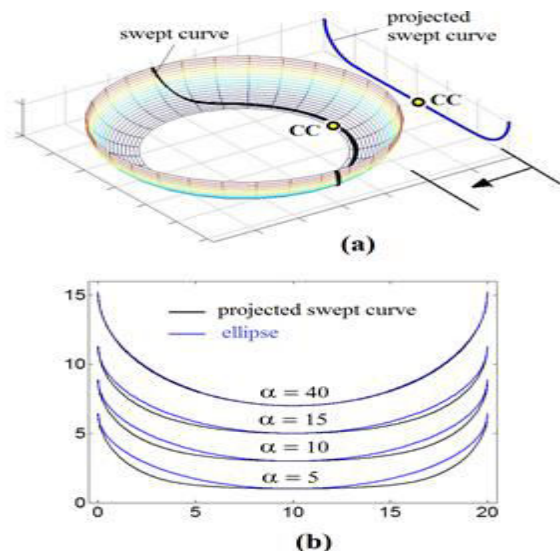 swept curve
projected
swept curve
CC
CC
(a)
15
10
5
0
projected swept curve
ellipse
α = 40
α = 15
α = 10
α = 5
0
5
10
15
20
(b)